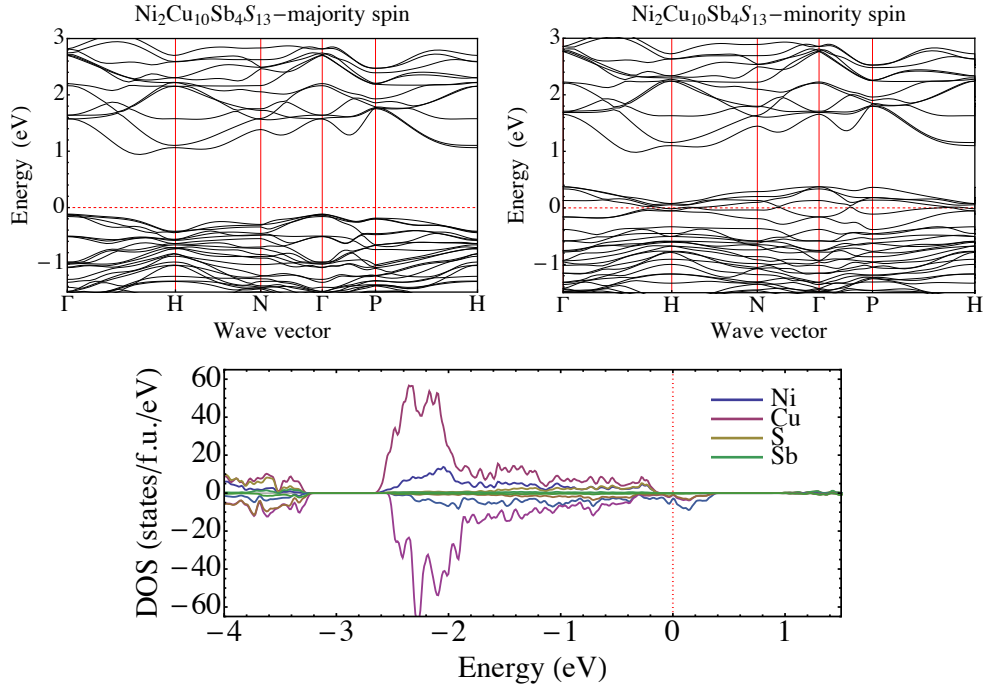 Ni₂Cu₁₀Sb₄S₁₃−majority spin
3
2
1
0
−1
Energy (eV)
Γ H N Γ P H
Wave vector
Ni₂Cu₁₀Sb₄S₁₃−minority spin
3
2
1
0
−1
Energy (eV)
Γ H N Γ P H
Wave vector
60
40
20
0
−20
−40
−60
DOS (states/f.u./eV)
Ni
Cu
S
Sb
−4 −3 −2 −1 0 1
Energy (eV)